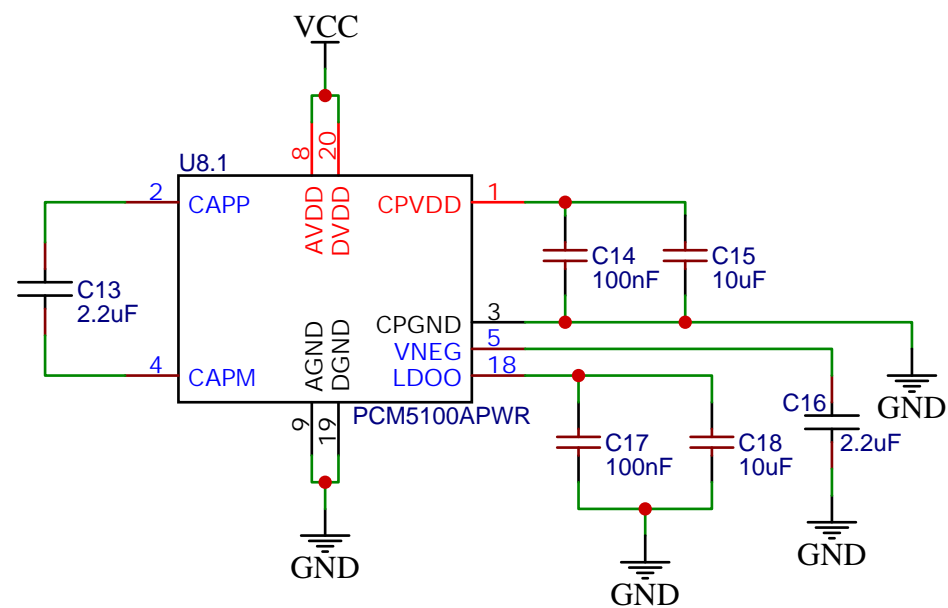 VCC
8
20
U8.1
2
CAPP
AVDD
DVDD
CPVDD
1
C14
100nF
C15
10uF
C13
2.2uF
CPGND
3
VNEG
5
4
CAPM
AGND
DGND
LDOO
18
PCM5100APWR
9
19
GND
C16
2.2uF
C17
100nF
C18
10uF
GND
GND
GND